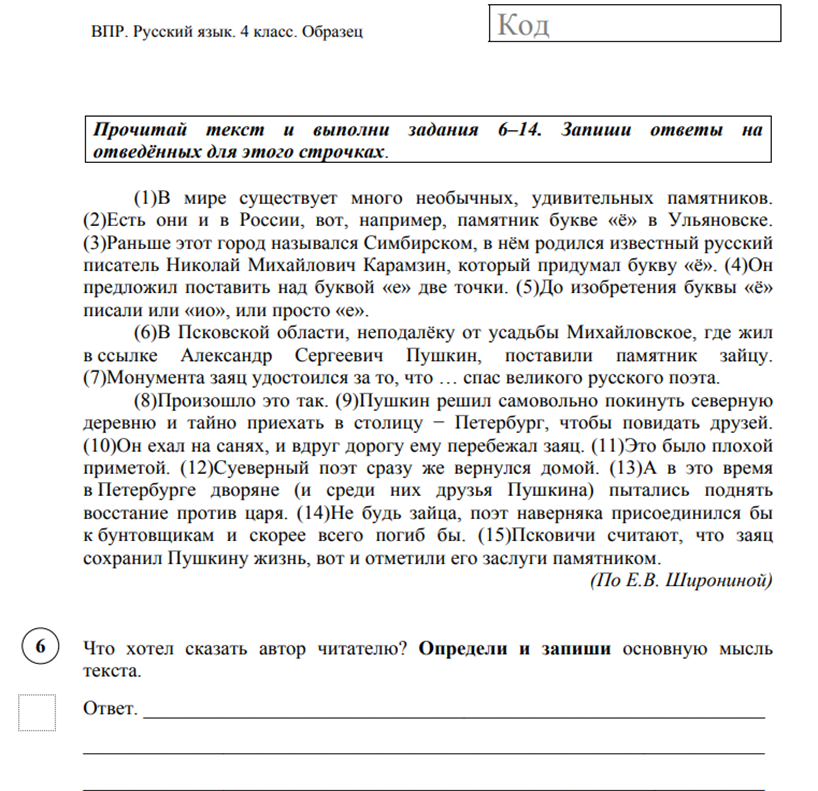 ВПР. Русский язык. 4 класс. Образец
Код
Прочитай текст и выполни задания 6–14. Запиши ответы на
отведённых для этого строчках.
(1)В мире существует много необычных, удивительных памятников.
(2)Есть они и в России, вот, например, памятник букве «ё» в Ульяновске.
(3)Раньше этот город назывался Симбирском, в нём родился известный русский
писатель Николай Михайлович Карамзин, который придумал букву «ё». (4)Он
предложил поставить над буквой «е» две точки. (5)До изобретения буквы «ё»
писали или «ио», или просто «е».
(6)В Псковской области, неподалёку от усадьбы Михайловское, где жил
в ссылке Александр Сергеевич Пушкин, поставили памятник зайцу.
(7)Монумента заяц удостоился за то, что … спас великого русского поэта.
(8)Произошло это так. (9)Пушкин решил самовольно покинуть северную
деревню и тайно приехать в столицу − Петербург, чтобы повидать друзей.
(10)Он ехал на санях, и вдруг дорогу ему перебежал заяц. (11)Это было плохой
приметой. (12)Суеверный поэт сразу же вернулся домой. (13)А в это время
в Петербурге дворяне (и среди них друзья Пушкина) пытались поднять
восстание против царя. (14)Не будь зайца, поэт наверняка присоединился бы
к бунтовщикам и скорее всего погиб бы. (15)Псковичи считают, что заяц
сохранил Пушкину жизнь, вот и отметили его заслуги памятником.
(По Е.В. Широниной)
6 Что хотел сказать автор читателю? Определи и запиши основную мысль
текста.
Ответ.